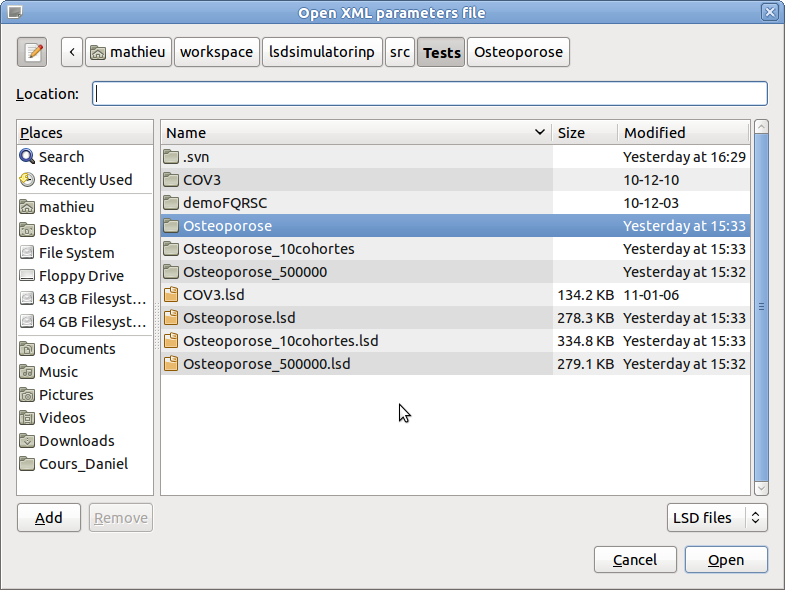 Open XML parameters file
< mathieu workspace lsdsimulatorinp src Tests Osteoporose
Location:
Places
Search
Recently Used
mathieu
Desktop
File System
Floppy Drive
43 GB Filesyst...
64 GB Filesyst...
Documents
Music
Pictures
Videos
Downloads
Cours_Daniel
Name Size Modified
.svn Yesterday at 16:29
COV3 10-12-10
demoFQRSC 10-12-03
Osteoporose Yesterday at 15:33
Osteoporose_10cohortes Yesterday at 15:33
Osteoporose_500000 Yesterday at 15:32
COV3.lsd 134.2 KB 11-01-06
Osteoporose.lsd 278.3 KB Yesterday at 15:33
Osteoporose_10cohortes.lsd 334.8 KB Yesterday at 15:33
Osteoporose_500000.lsd 279.1 KB Yesterday at 15:32
Add Remove LSD files
Cancel Open